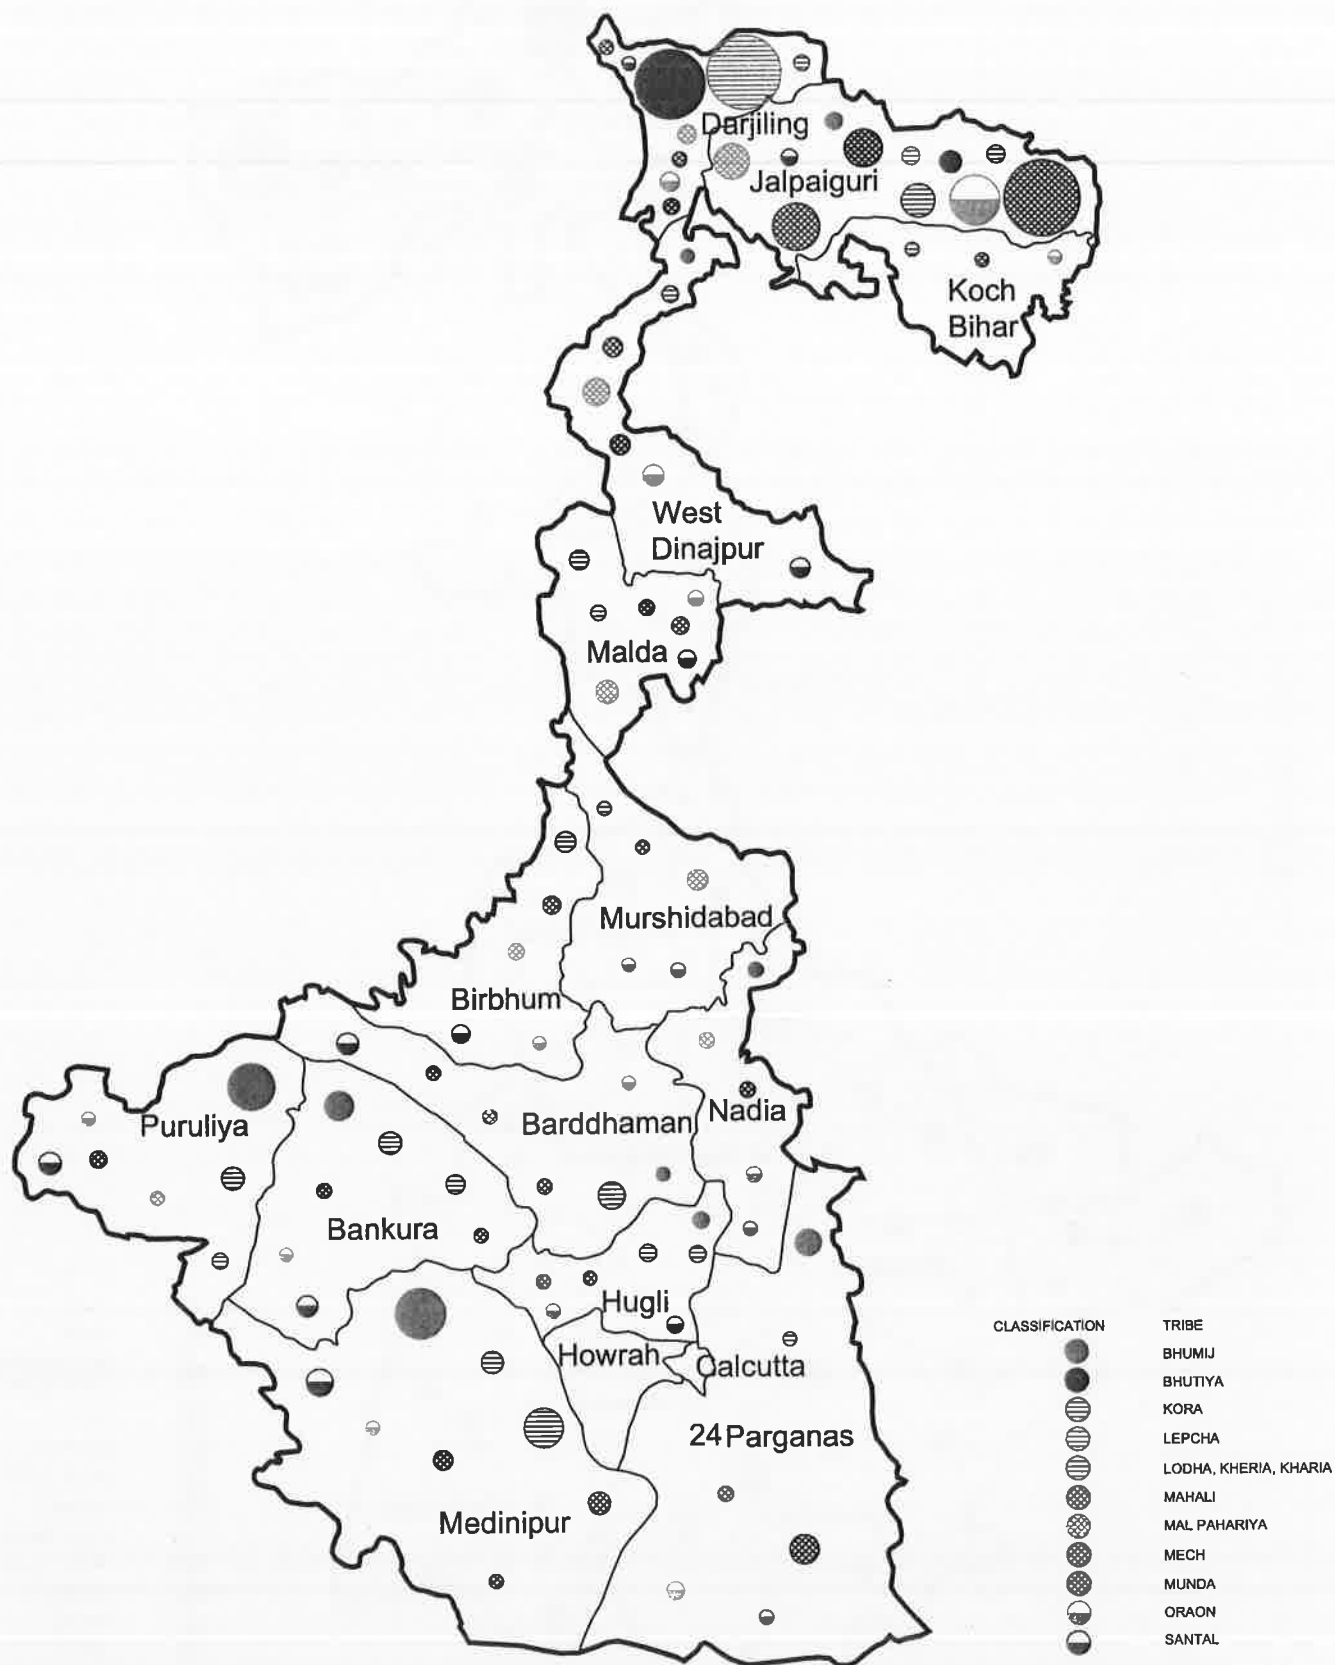 Darjiling
Jalpaiguri
Koch
Bihar
West
Dinajpur
Malda
Murshidabad
Birbhum
Puruliya
Barddhaman
Nadia
Bankura
Hugli
Howrah
Calcutta
24 Parganas
Medinipur
CLASSIFICATION TRIBE
BHUMIJ
BHUTIYA
KORA
LEPCHA
LODHA, KHERIA, KHARIA
MAHALI
MAL PAHARIYA
MECH
MUNDA
ORAON
SANTAL